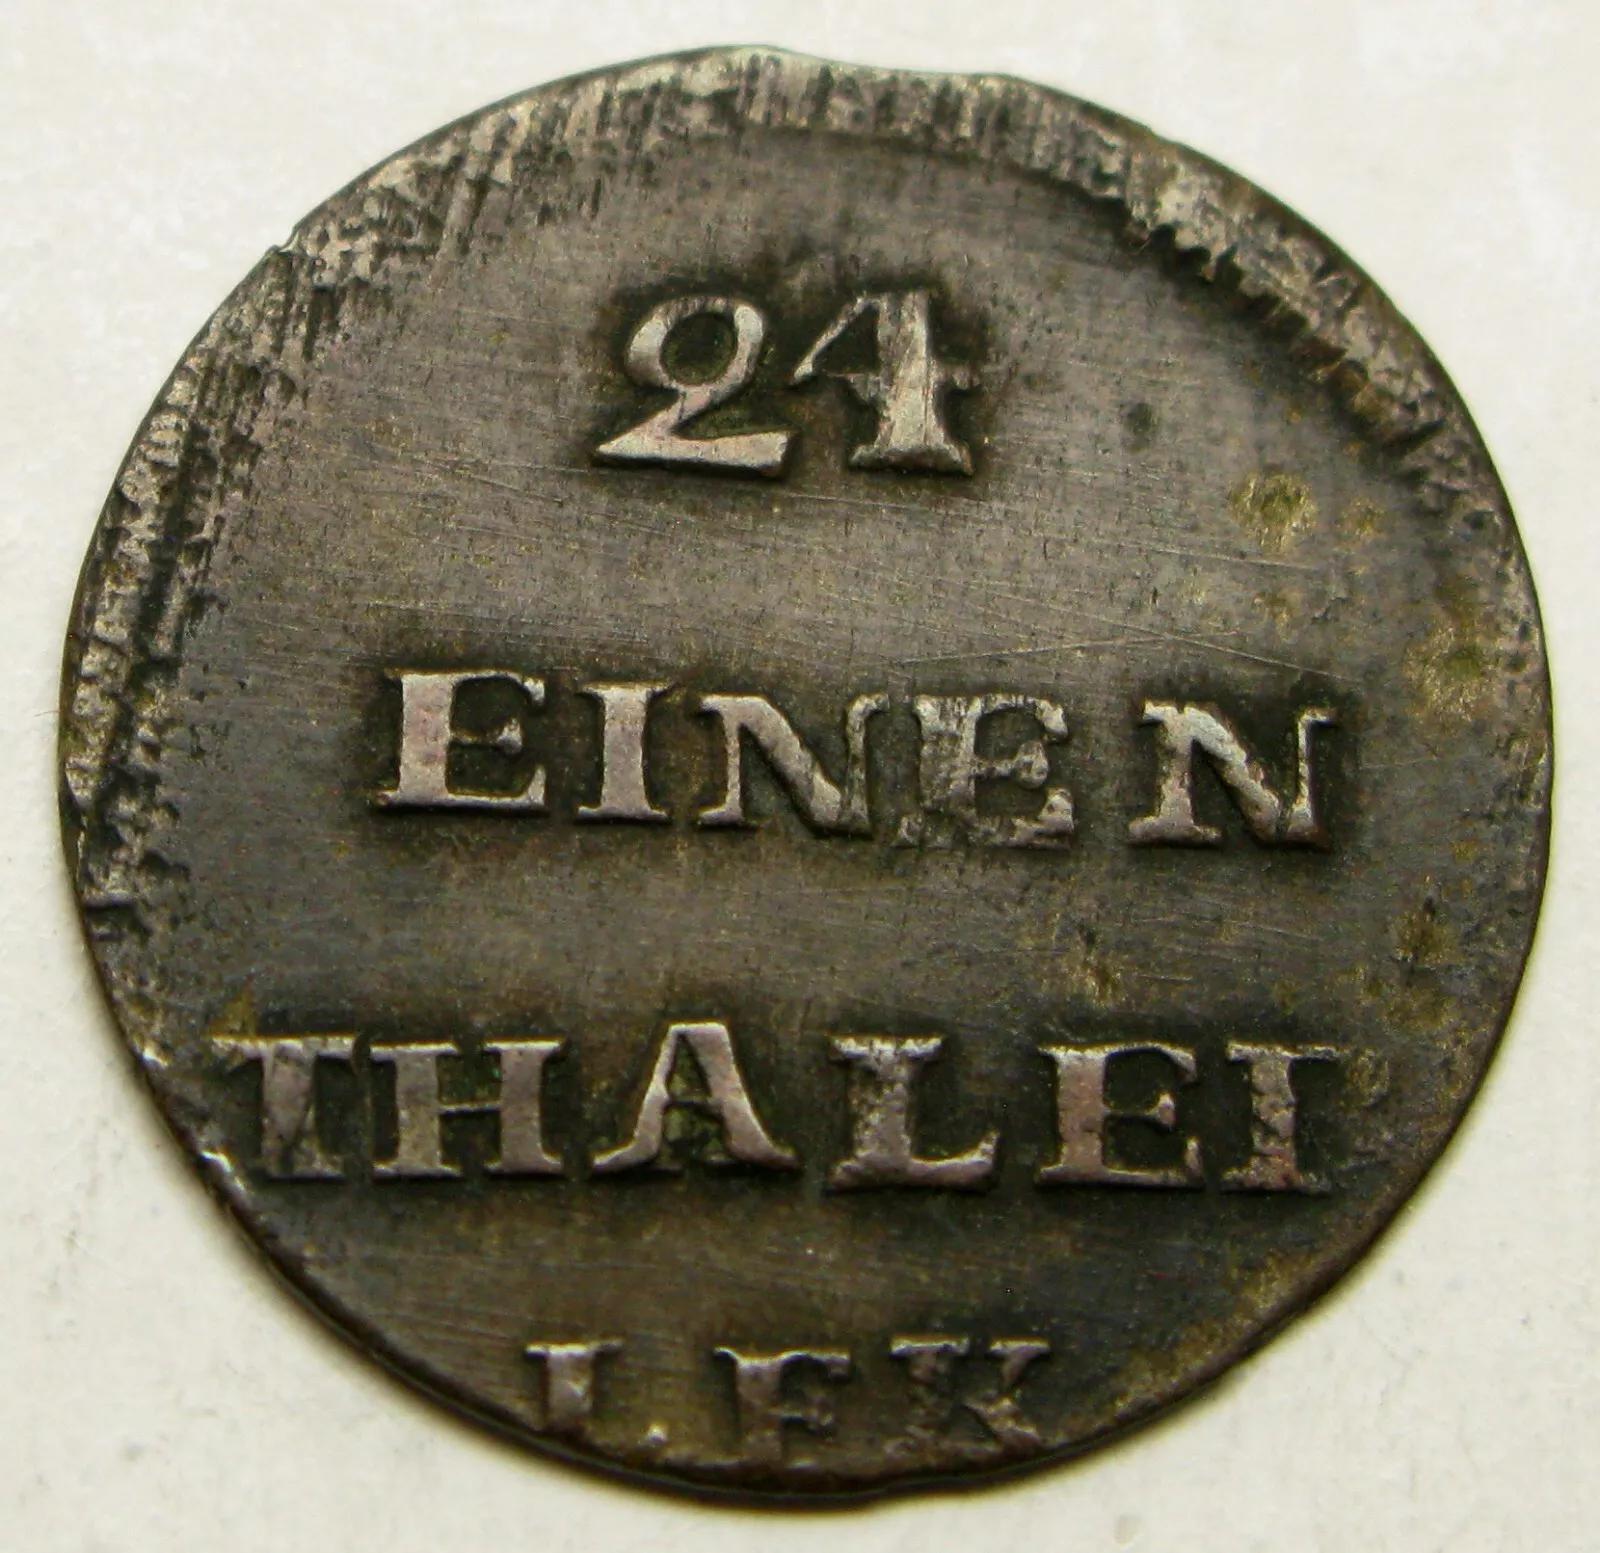 24
EINEN
THALEI